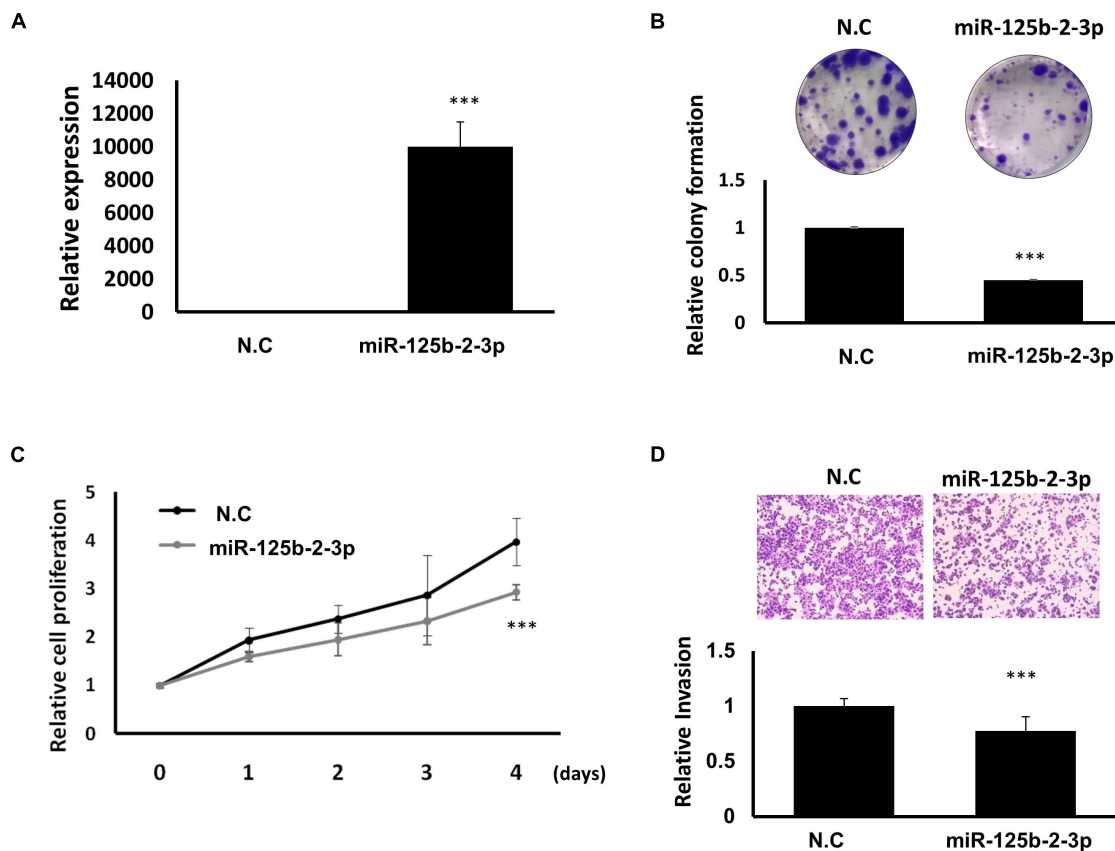 A
Relative expression
14000
12000
10000
8000
6000
4000
2000
0
***
N.C
miR-125b-2-3p
B
N.C
miR-125b-2-3p
Relative colony formation
1.5
1
0.5
0
***
N.C
miR-125b-2-3p
C
Relative cell proliferation
5
4
3
2
1
0
N.C
miR-125b-2-3p
***
0 1 2 3 4 (days)
D
N.C
miR-125b-2-3p
Relative Invasion
1.5
1
0.5
0
***
N.C
miR-125b-2-3p